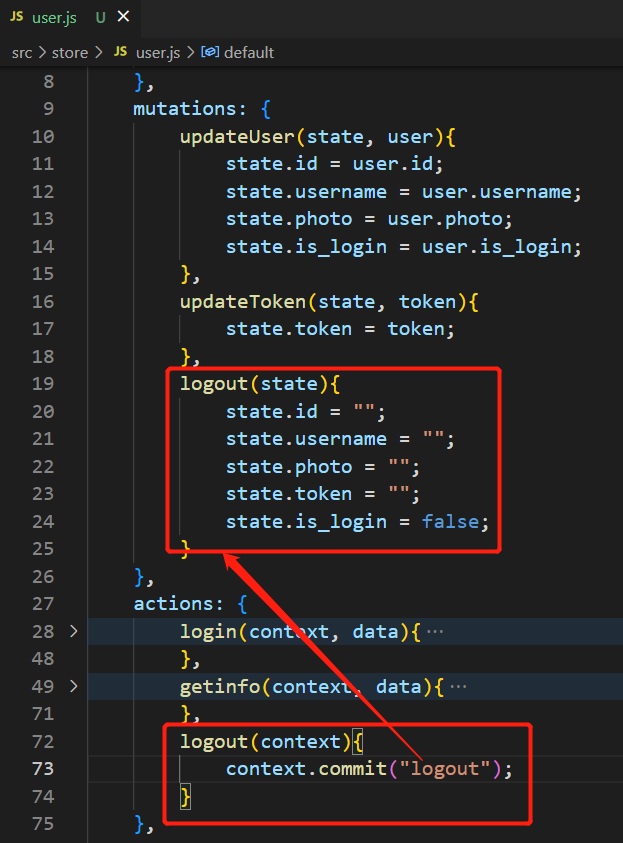 JS user.js U ×
src > store > JS user.js > default
8 },
9 mutations: {
10 updateUser(state, user){
11 state.id = user.id;
12 state.username = user.username;
13 state.photo = user.photo;
14 state.is_login = user.is_login;
15 },
16 updateToken(state, token){
17 state.token = token;
18 },
19 logout(state){
20 state.id = "";
21 state.username = "";
22 state.photo = "";
23 state.token = "";
24 state.is_login = false;
25 }
26 },
27 actions: {
28 > login(context, data){ ···
48 },
49 > getinfo(context, data){ ···
71 },
72 logout(context){
73 context.commit("logout");
74 }
75 },